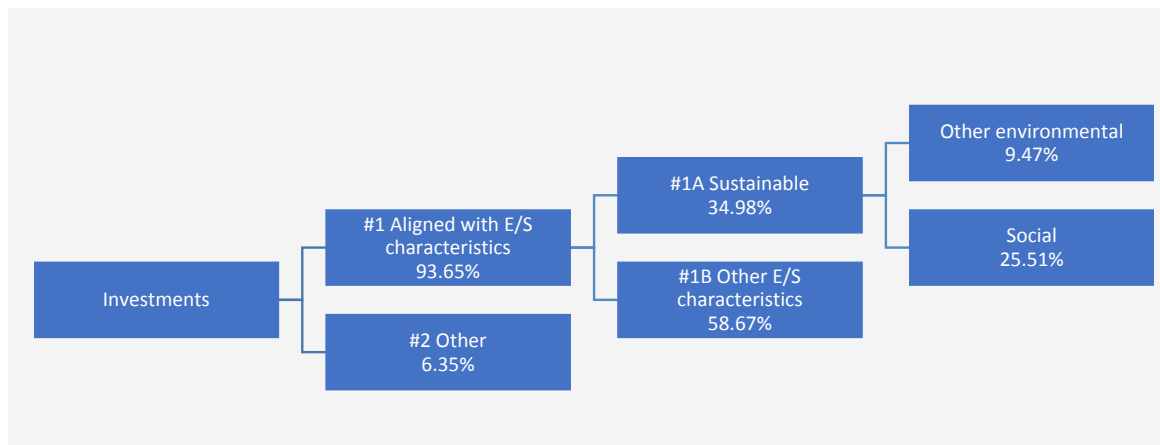 Investments
#1 Aligned with E/S
characteristics
93.65%
#2 Other
6.35%
#1A Sustainable
34.98%
#1B Other E/S
characteristics
58.67%
Other environmental
9.47%
Social
25.51%